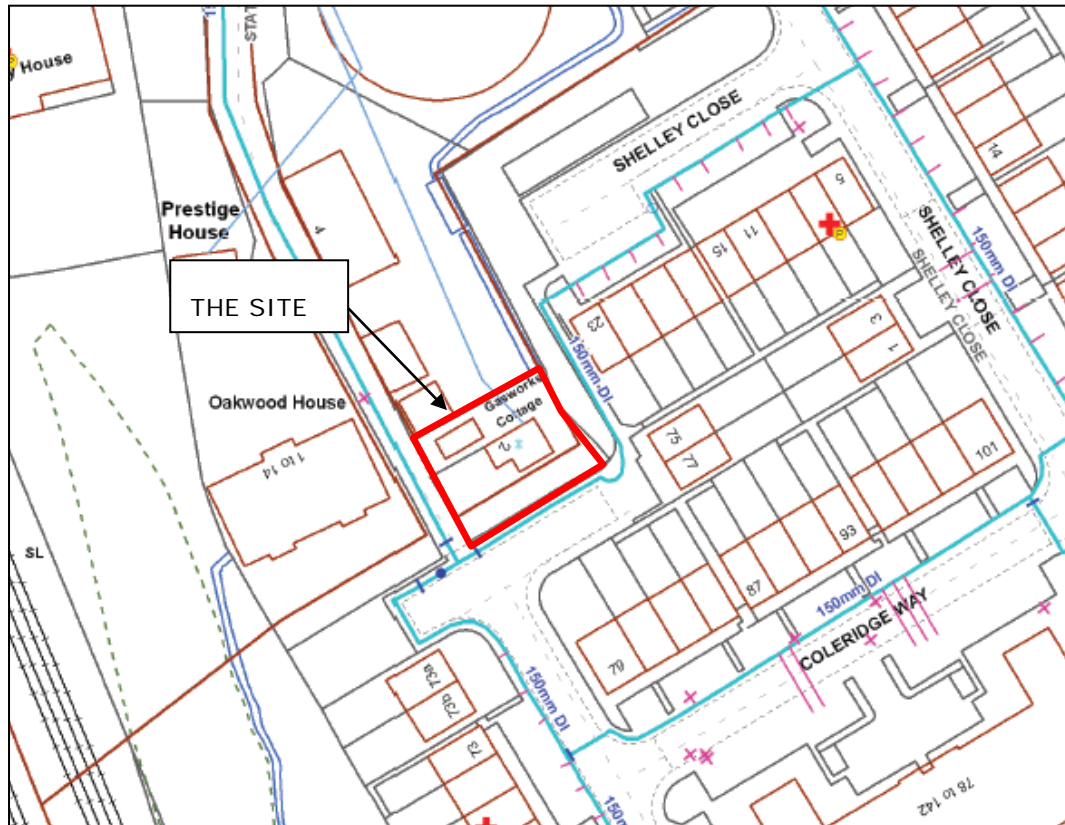 y House
STAT
SHELLEY CLOSE
14
5
Prestige
House
4
11
15
SHELLEY CLOSE
SHELLEY CLOSE
150mm DI
THE SITE
23
150mm DI
3
1
Oakwood House
Gasworks
Cottage
2
1 to 14
75
77
101
SL
93
87
150mm DI
COLERIDGE WAY
79
73a
73b
150mm DI
73
78 to 142
150mm